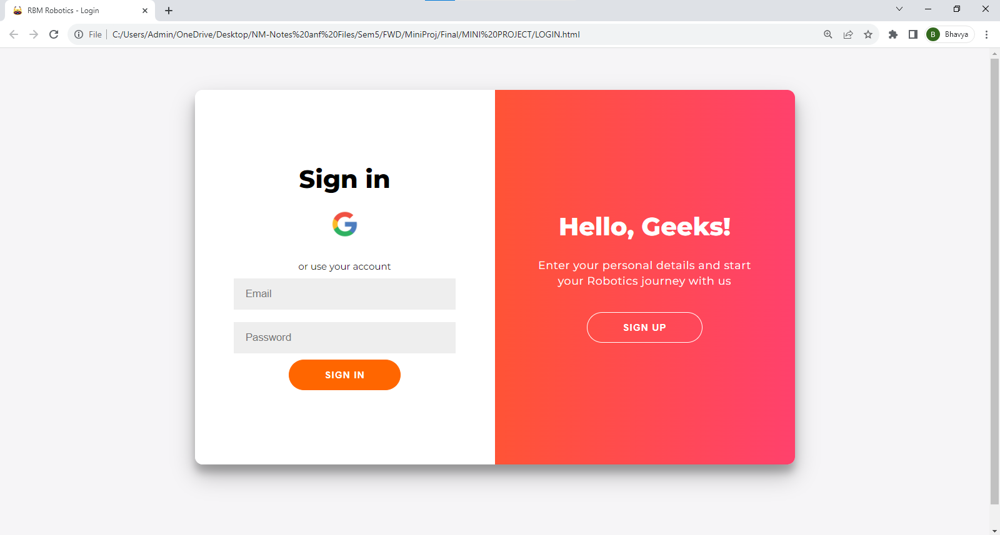 RBM Robotics - Login
File
C:/Users/Admin/OneDrive/Desktop/NM-Notes%20anf%20Files/Sem5/FWD/MiniProj/Final/MINI%20PROJECT/LOGIN.html
B
Bhavya
Sign in
or use your account
Email
Password
SIGN IN
Hello, Geeks!
Enter your personal details and start
your Robotics journey with us
SIGN UP